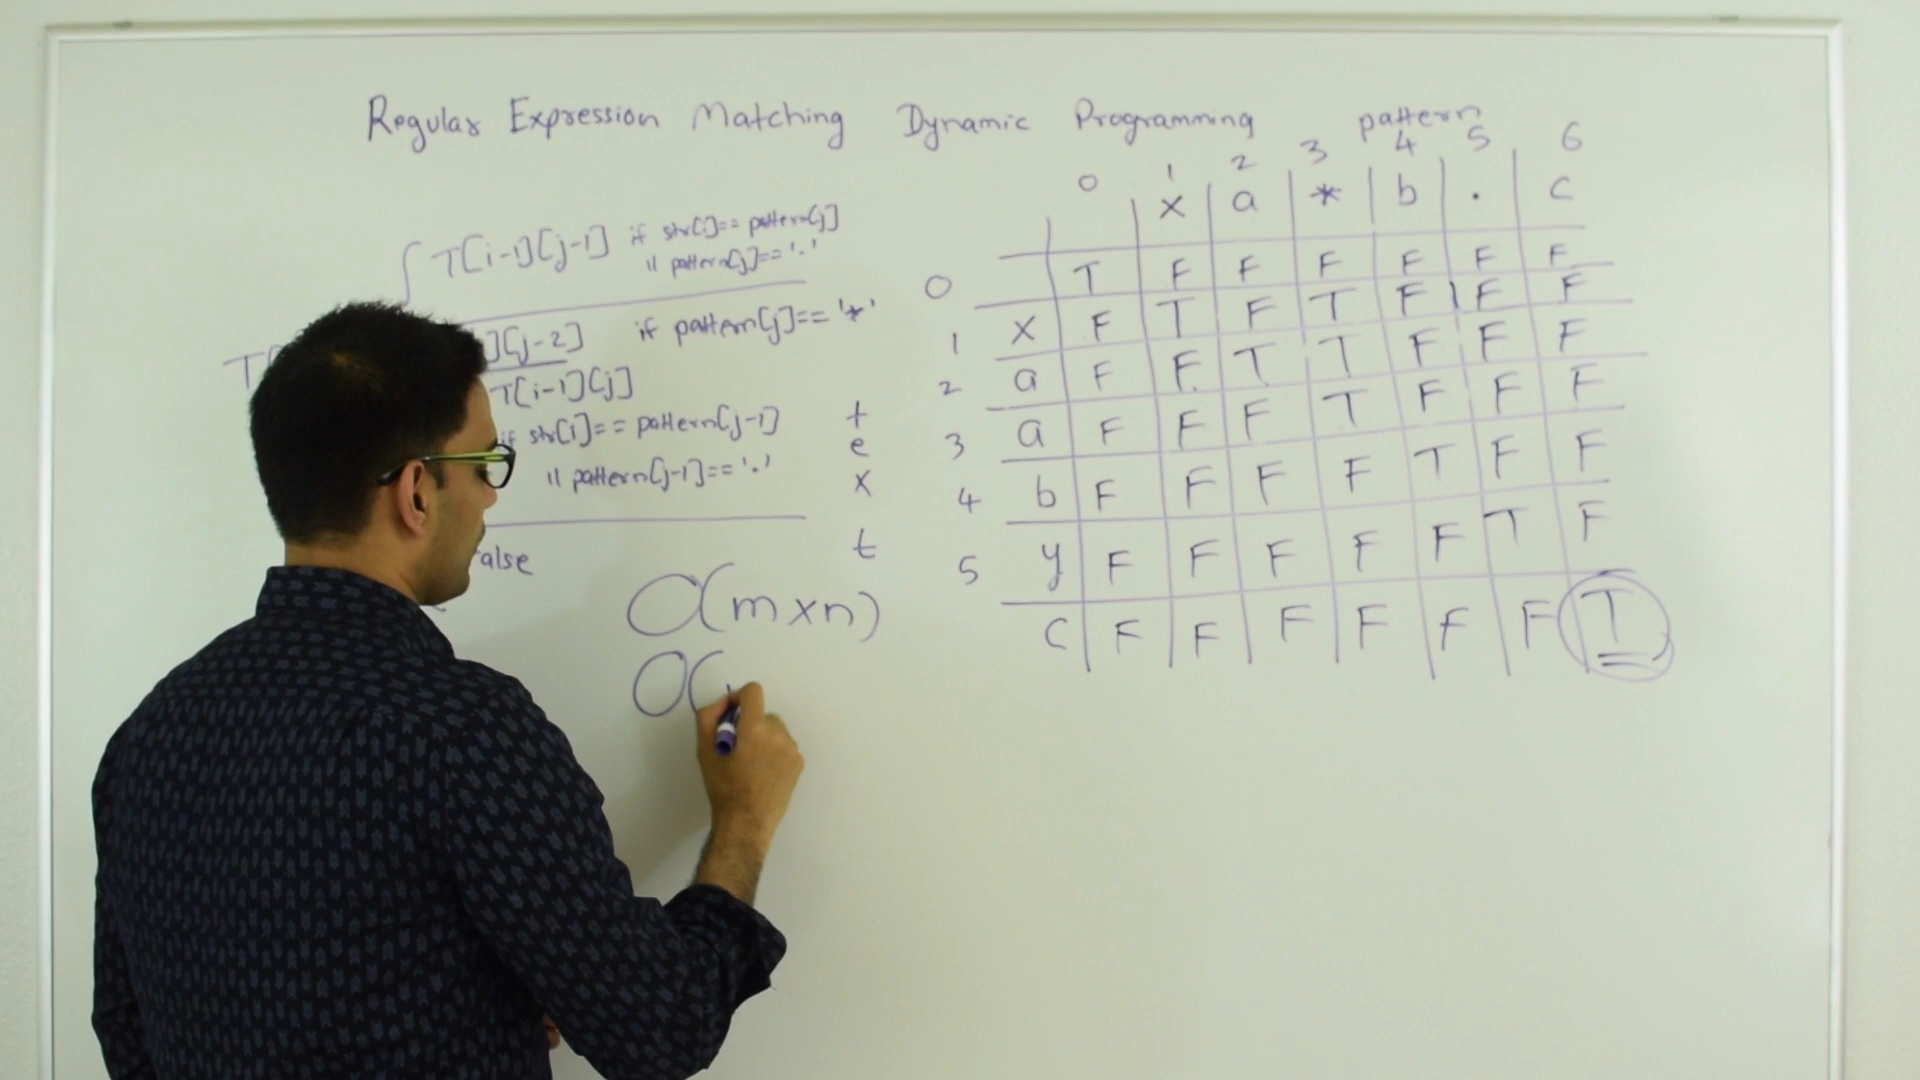 Regular Expression Matching Dynamic Programming pattern
0 1 2 3 4 5 6
x a * b . c
T[i-1][j-1] if str[i]== pattern[j]
|| pattern[j]== '.'
][j-2] if pattern[j]== '*'
T[i-1][j]
if str[i]== pattern[j-1]
|| pattern[j-1]== '.'
alse
O(m x n)
O(
text
0 T F F F F F F
1 x F T F T F F F
2 a F F T T F F F
3 a F F F T F F F
4 b F F F F T F F
5 y F F F F F T F
c F F F F F F T